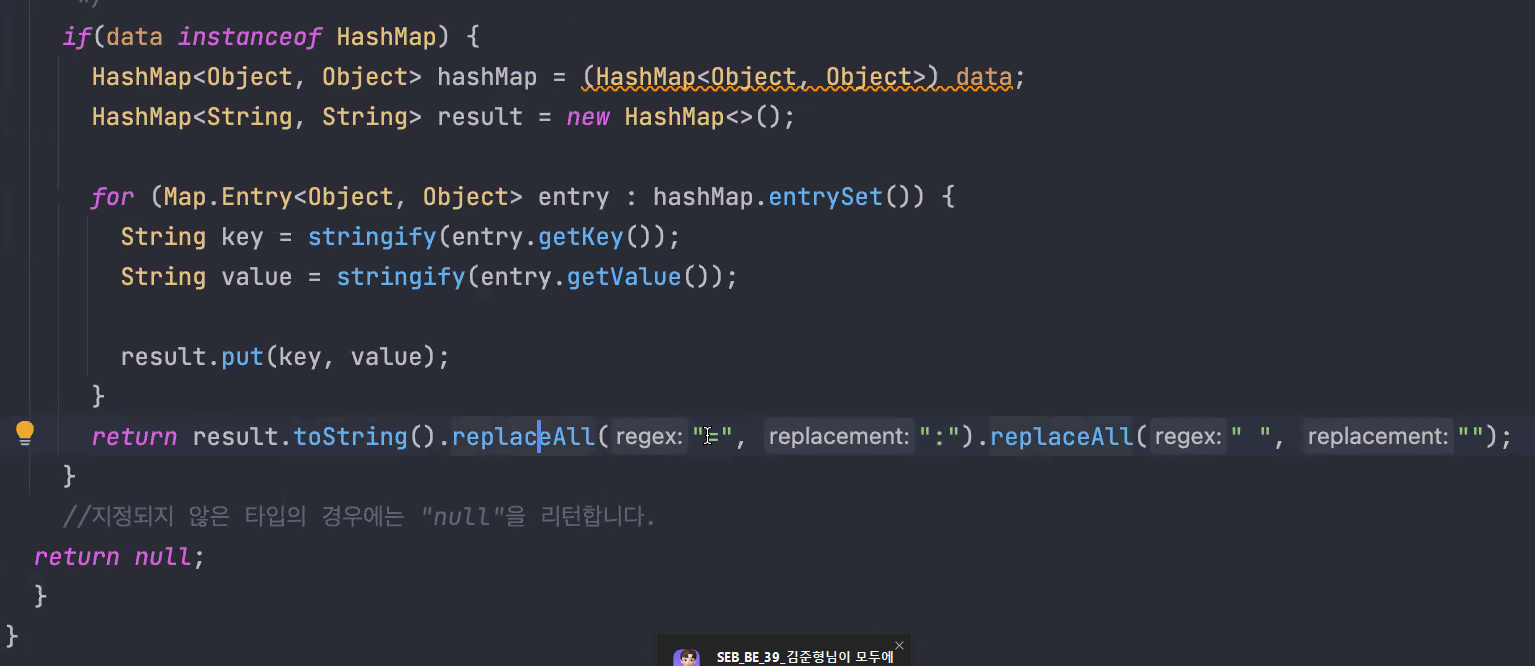 */
if(data instanceof HashMap) {
HashMap<Object, Object> hashMap = (HashMap<Object, Object>) data;
HashMap<String, String> result = new HashMap<>();
for (Map.Entry<Object, Object> entry : hashMap.entrySet()) {
String key = stringify(entry.getKey());
String value = stringify(entry.getValue());
result.put(key, value);
}
return result.toString().replaceAll( regex: "=", replacement: ":").replaceAll( regex: " ", replacement: "");
}
//지정되지 않은 타입의 경우에는 "null"을 리턴합니다.
return null;
}
}
SEB_BE_39_김준형님이 모두에